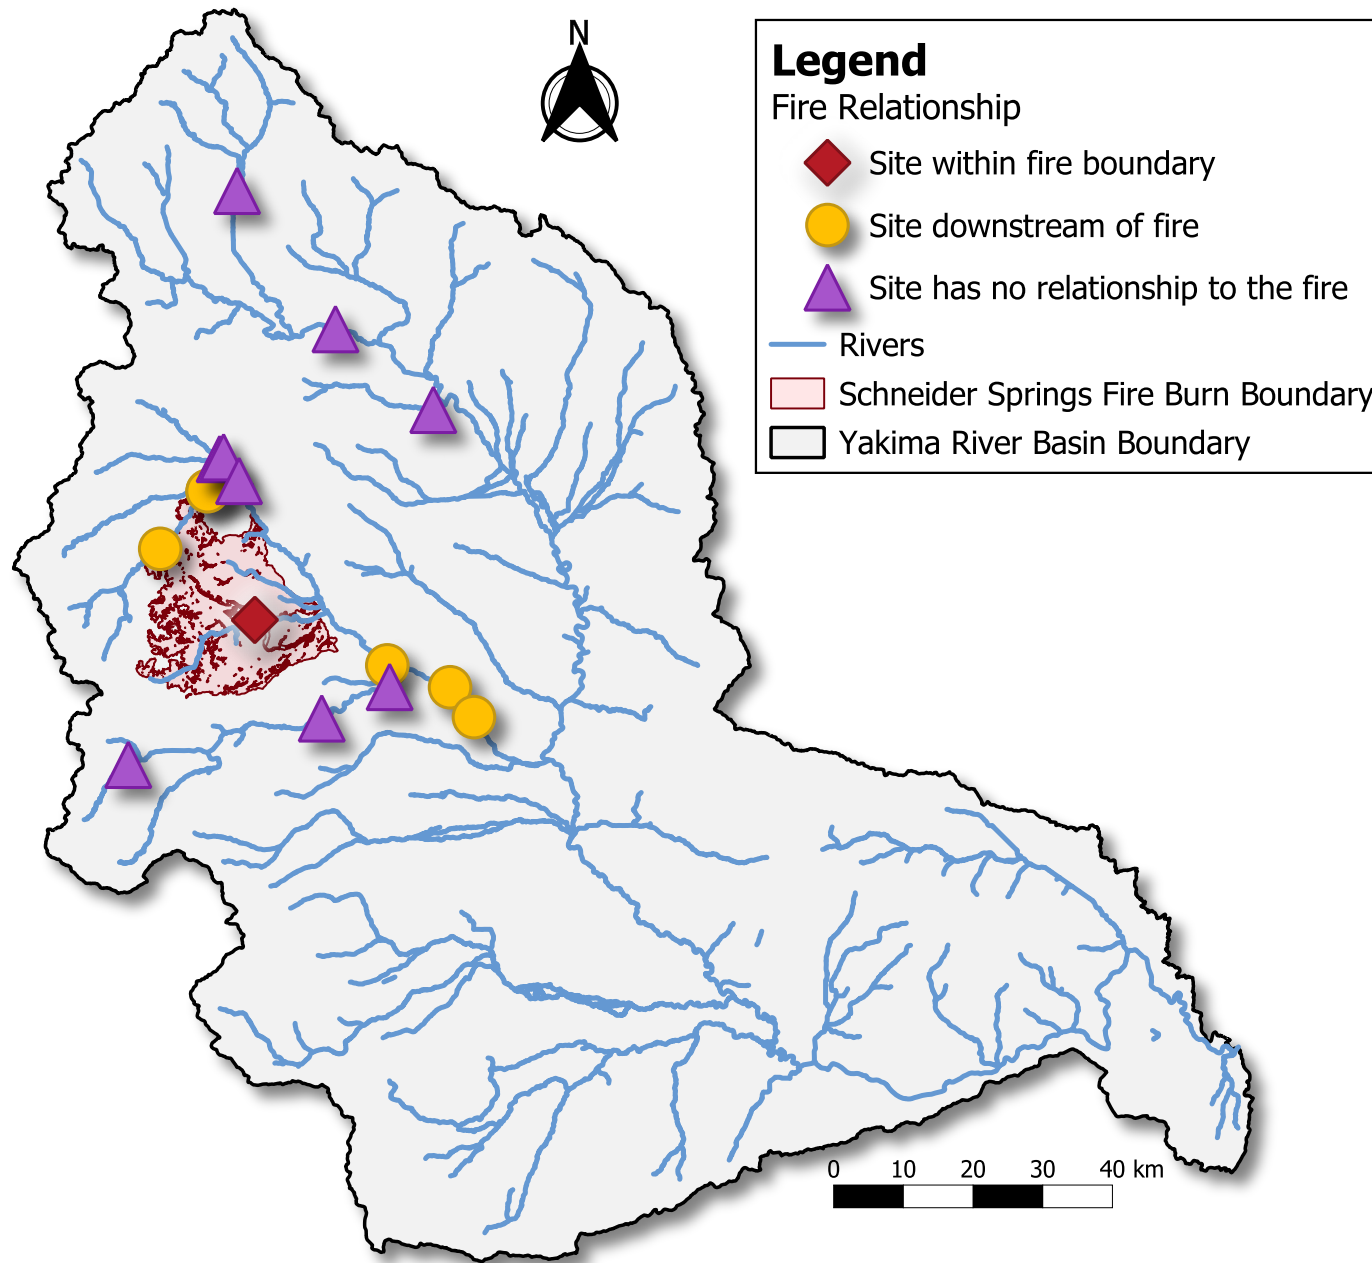 N
Legend
Fire Relationship
Site within fire boundary
Site downstream of fire
Site has no relationship to the fire
Rivers
Schneider Springs Fire Burn Boundary
Yakima River Basin Boundary
0 10 20 30 40 km